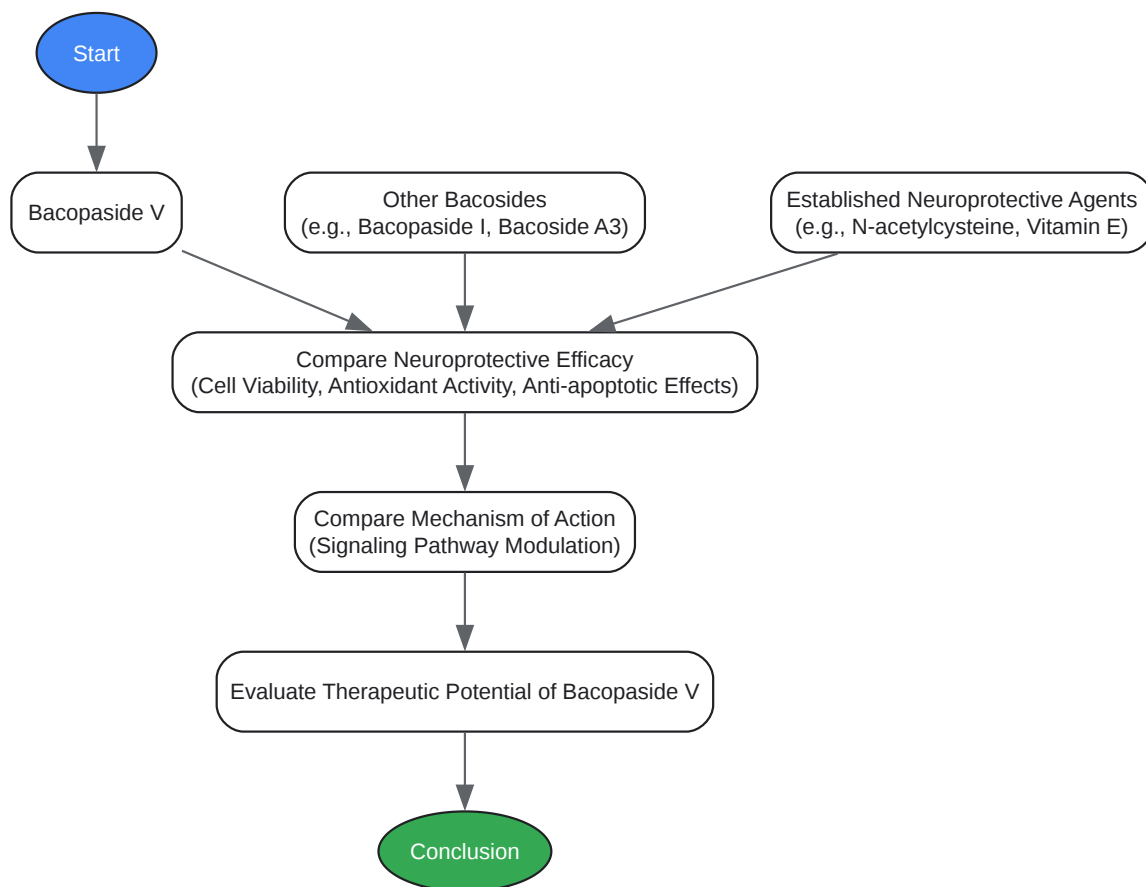 Start
Bacopaside V
Other Bacosides
(e.g., Bacopaside I, Bacoside A3)
Established Neuroprotective Agents
(e.g., N-acetylcysteine, Vitamin E)
Compare Neuroprotective Efficacy
(Cell Viability, Antioxidant Activity, Anti-apoptotic Effects)
Compare Mechanism of Action
(Signaling Pathway Modulation)
Evaluate Therapeutic Potential of Bacopaside V
Conclusion